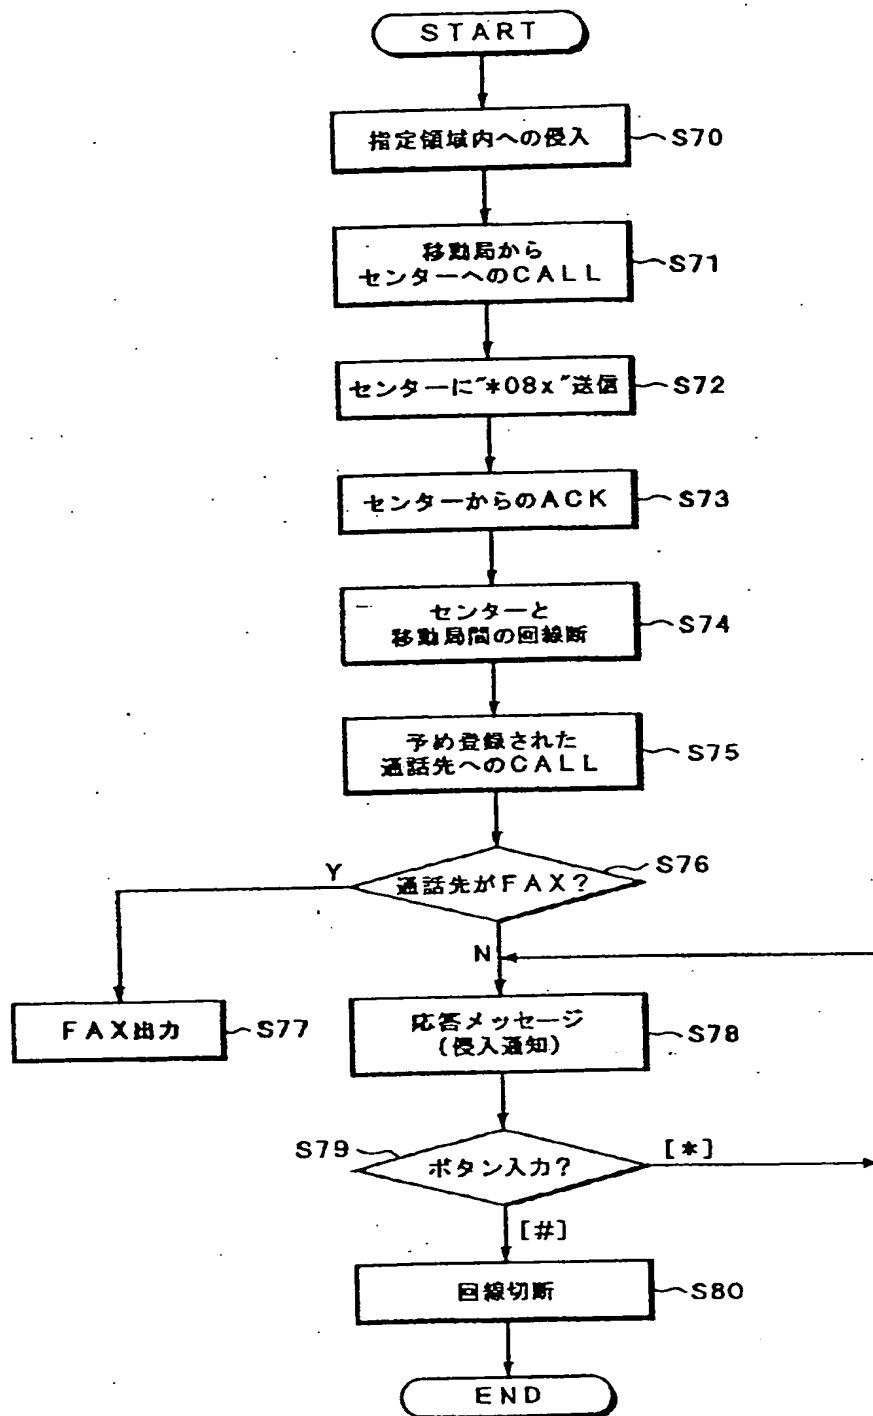 START
指定領域内への侵入
S70
移動局から
センターへのCALL
S71
センターに"*08x"送信
S72
センターからのACK
S73
センターと
移動局間の回線断
S74
予め登録された
通話先へのCALL
S75
通話先がFAX?
S76
Y
N
FAX出力
S77
応答メッセージ
(侵入通知)
S78
S79
ボタン入力?
[*]
[#]
回線切断
S80
END